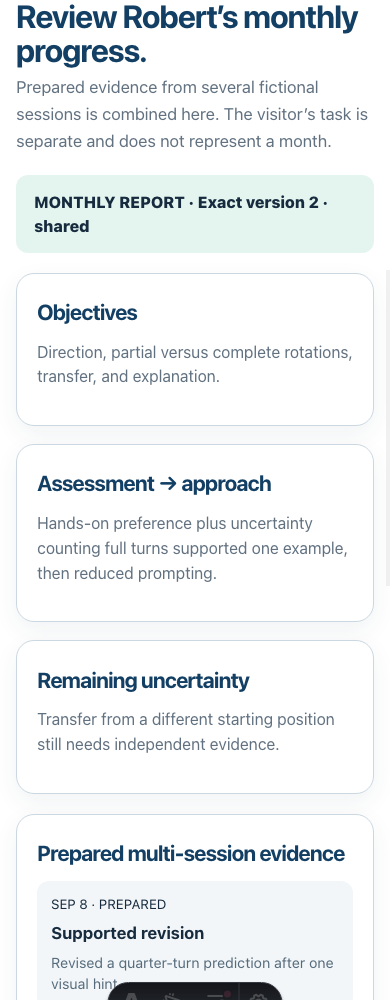 Review Robert’s monthly
progress.
Prepared evidence from several fictional
sessions is combined here. The visitor’s task is
separate and does not represent a month.
MONTHLY REPORT · Exact version 2 ·
shared
Objectives
Direction, partial versus complete rotations,
transfer, and explanation.
Assessment → approach
Hands-on preference plus uncertainty
counting full turns supported one example,
then reduced prompting.
Remaining uncertainty
Transfer from a different starting position
still needs independent evidence.
Prepared multi-session evidence
SEP 8 · PREPARED
Supported revision
Revised a quarter-turn prediction after one
visual hint